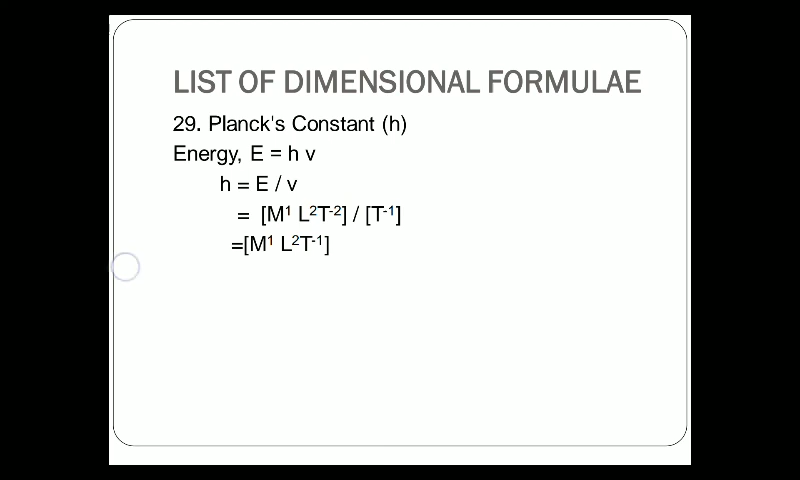 LIST OF DIMENSIONAL FORMULAE
29. Planck's Constant (h)
Energy, E = h v
h = E / v
= [M¹ L²T⁻²] / [T⁻¹]
=[M¹ L²T⁻¹]